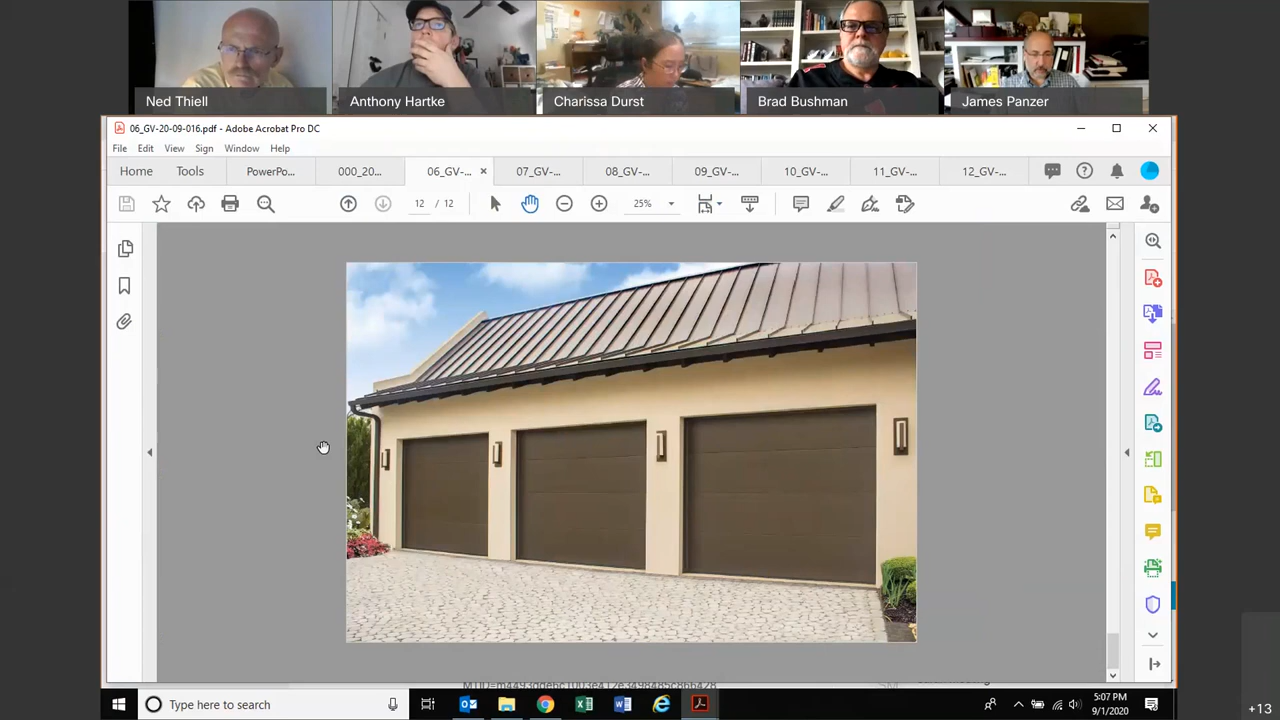 Ned Thiell
Anthony Hartke
Charissa Durst
Brad Bushman
James Panzer
06_GV-20-09-016.pdf - Adobe Acrobat Pro DC
File Edit View Sign Window Help
Home Tools PowerPo... 000_20... 06_GV-... × 07_GV-... 08_GV-... 09_GV-... 10_GV-... 11_GV-... 12_GV-...
12 / 12 25%
Type here to search
5:07 PM
9/1/2020
+13